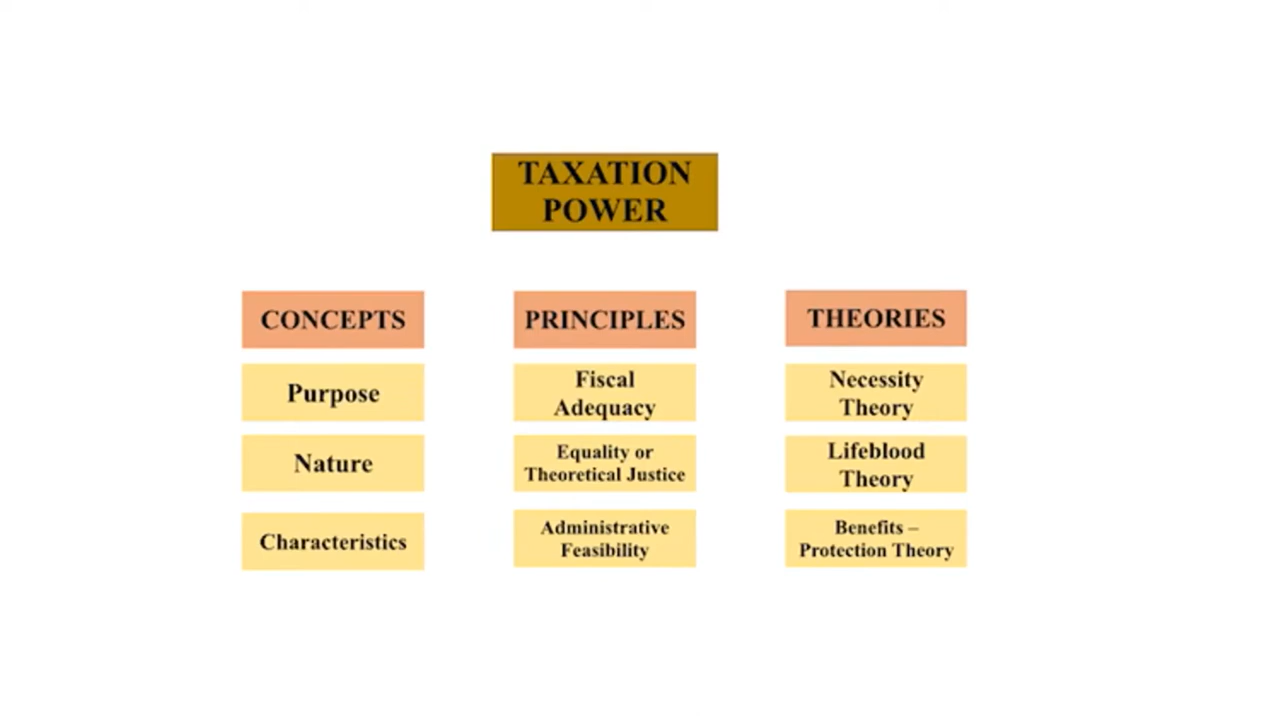 TAXATION
POWER
CONCEPTS
PRINCIPLES
THEORIES
Purpose
Fiscal
Adequacy
Necessity
Theory
Nature
Equality or
Theoretical Justice
Lifeblood
Theory
Characteristics
Administrative
Feasibility
Benefits –
Protection Theory